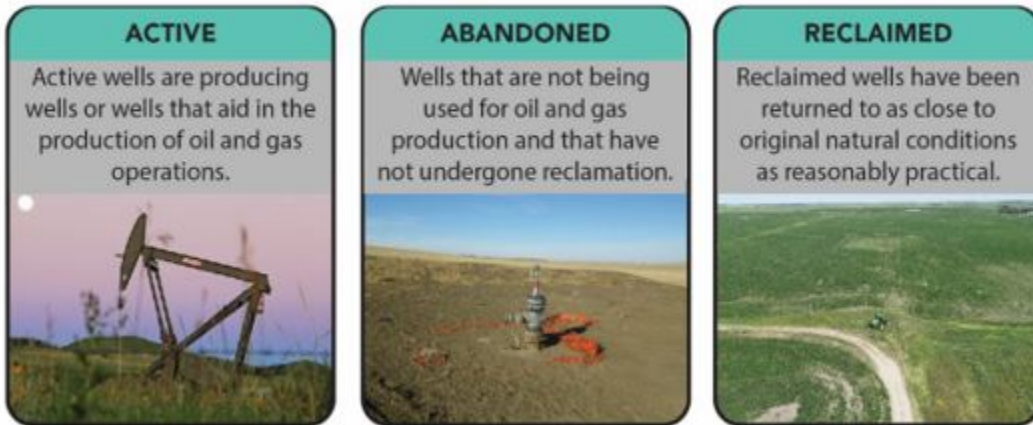 ACTIVE
Active wells are producing
wells or wells that aid in the
production of oil and gas
operations.
ABANDONED
Wells that are not being
used for oil and gas
production and that have
not undergone reclamation.
RECLAIMED
Reclaimed wells have been
returned to as close to
original natural conditions
as reasonably practical.